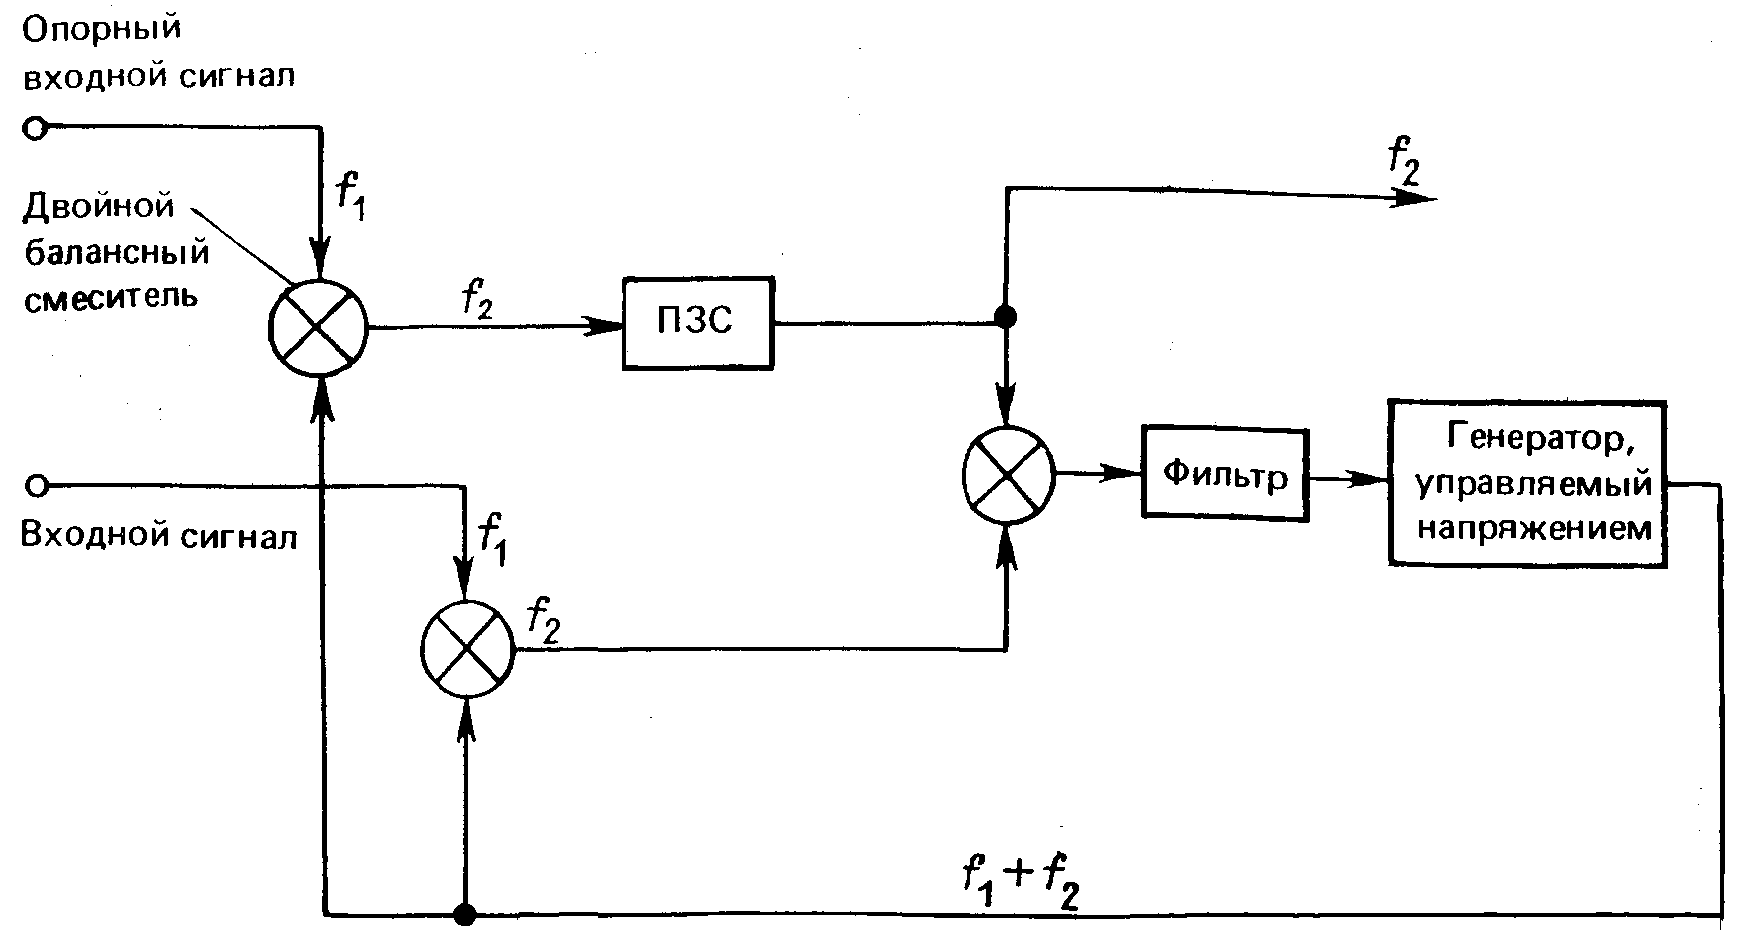 Опорный
входной сигнал
f₁
f₂
Двойной
балансный
смеситель
f₂
ПЗС
Генератор,
управляемый
напряжением
Фильтр
Входной сигнал
f₁
f₂
f₁ + f₂